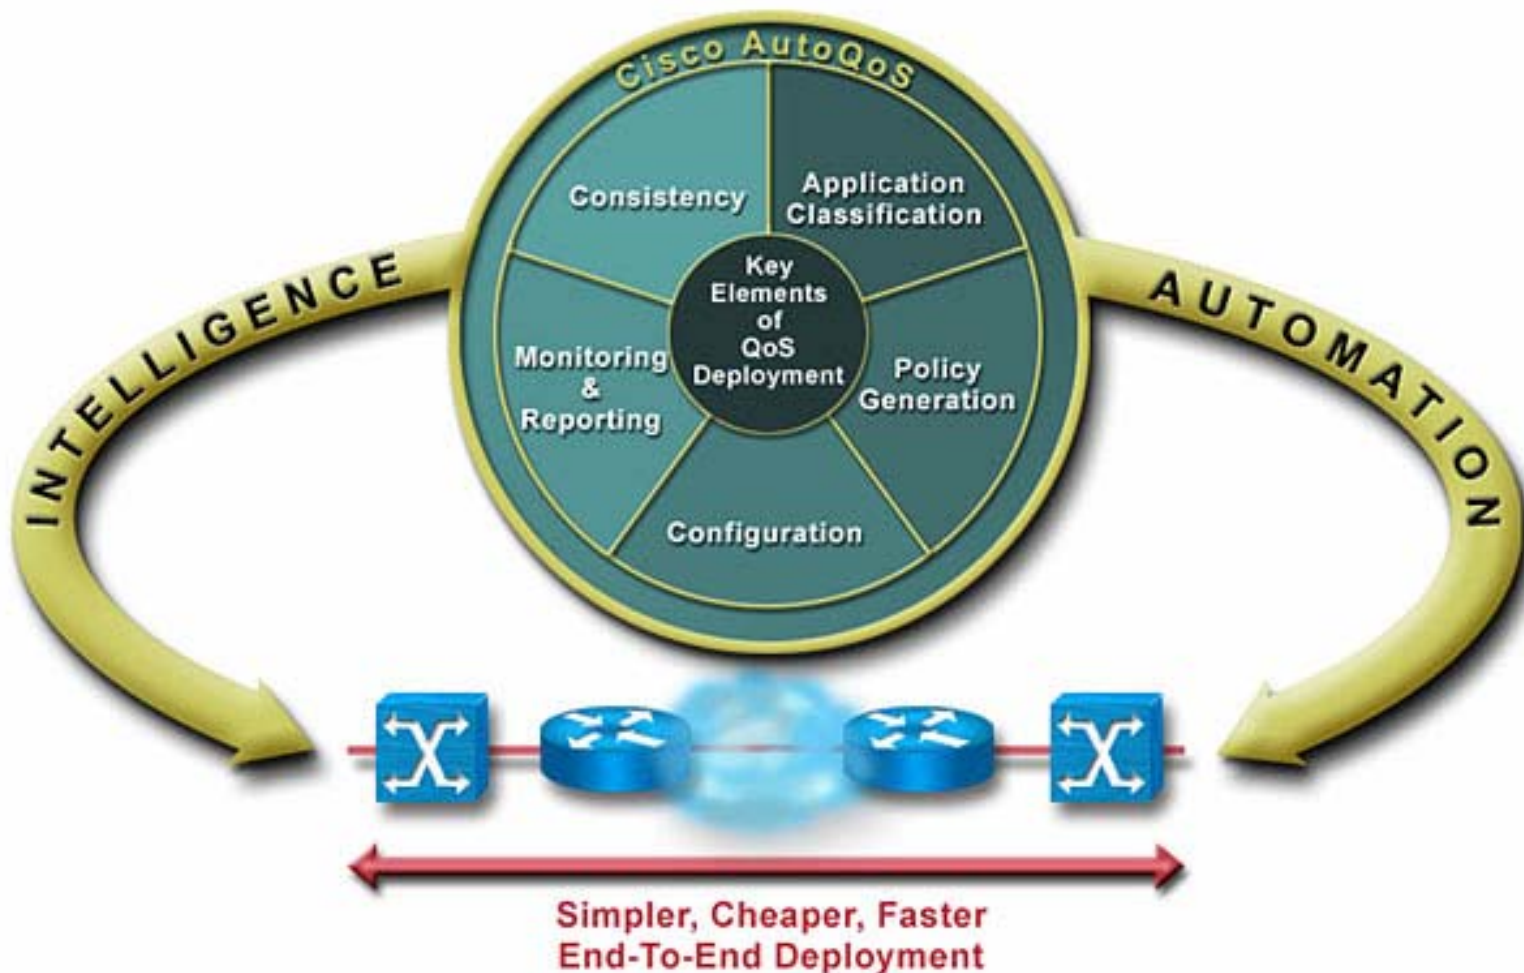 Cisco AutoQoS
Consistency
Application
Classification
Key
Elements
of
QoS
Deployment
Monitoring
&
Reporting
Policy
Generation
Configuration
INTELLIGENCE
AUTOMATION
Simpler, Cheaper, Faster
End-To-End Deployment